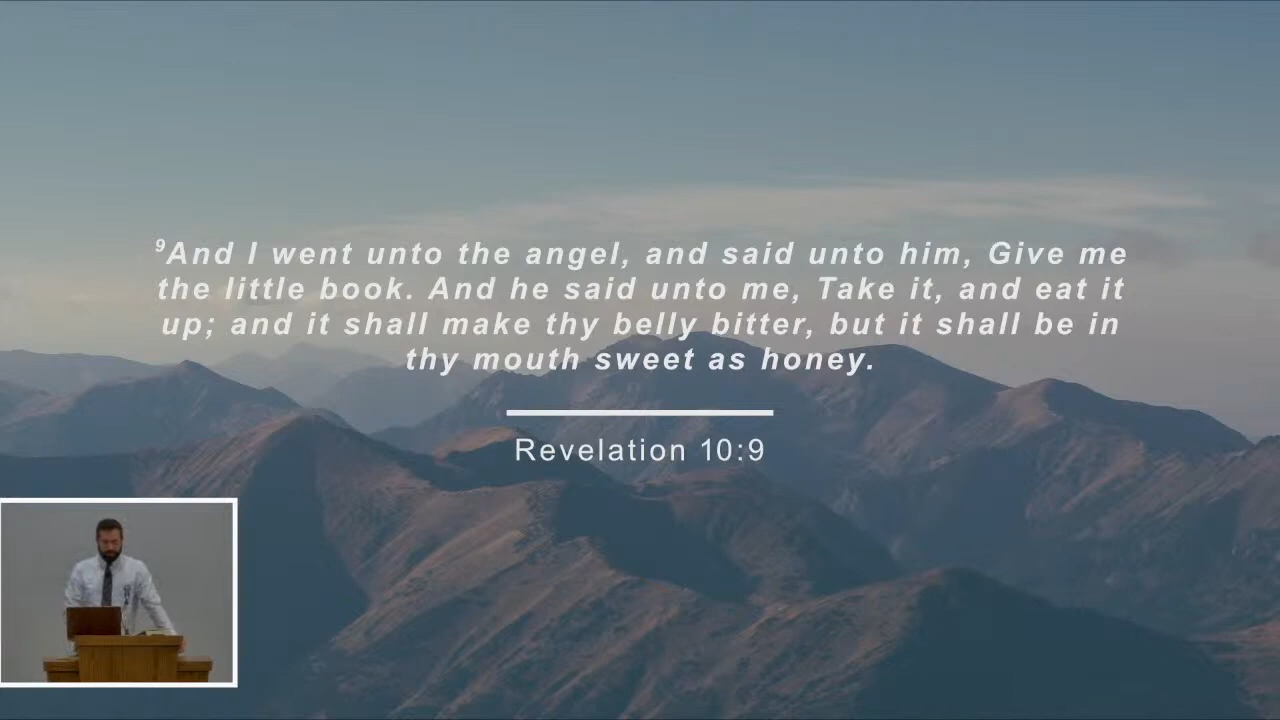 ⁹And I went unto the angel, and said unto him, Give me
the little book. And he said unto me, Take it, and eat it
up; and it shall make thy belly bitter, but it shall be in
thy mouth sweet as honey.
Revelation 10:9